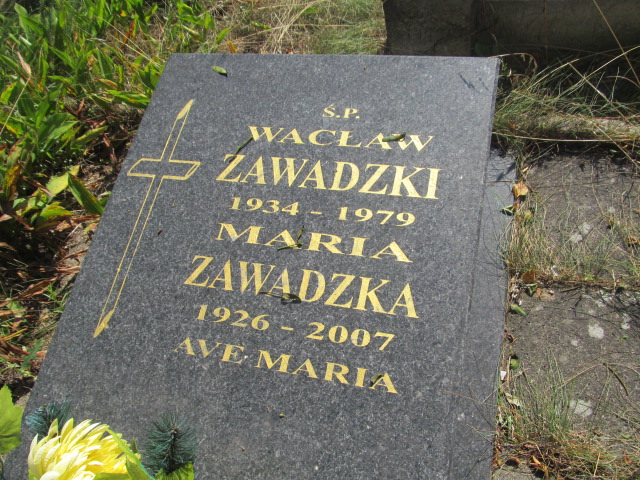 Ś.P.
WACŁAW
ZAWADZKI
1934 - 1979
MARIA
ZAWADZKA
1926 - 2007
AVE MARIA